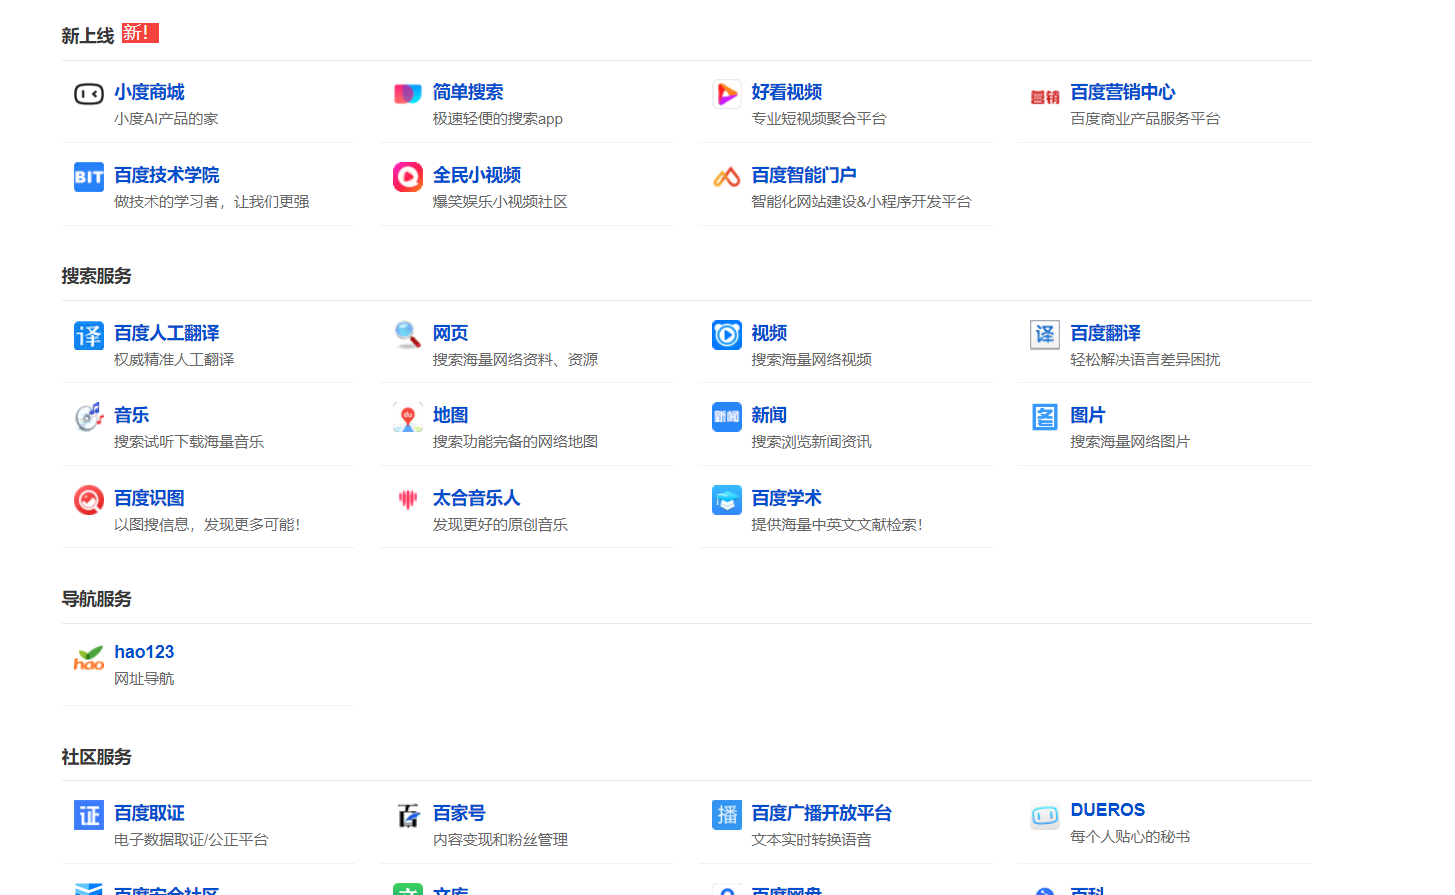 新上线 新!
小度商城
小度AI产品的家
简单搜索
极速轻便的搜索app
好看视频
专业短视频聚合平台
营销
百度营销中心
百度商业产品服务平台
BIT
百度技术学院
做技术的学习者，让我们更强
全民小视频
爆笑娱乐小视频社区
百度智能门户
智能化网站建设&小程序开发平台
搜索服务
译
百度人工翻译
权威精准人工翻译
网页
搜索海量网络资料、资源
视频
搜索海量网络视频
译
百度翻译
轻松解决语言差异困扰
音乐
搜索试听下载海量音乐
du
地图
搜索功能完备的网络地图
新闻
新闻
搜索浏览新闻资讯
图
图片
搜索海量网络图片
百度识图
以图搜信息，发现更多可能！
太合音乐人
发现更好的原创音乐
百度学术
提供海量中英文文献检索！
导航服务
hao
hao123
网址导航
社区服务
证
百度取证
电子数据取证/公正平台
百
百家号
内容变现和粉丝管理
播
百度广播开放平台
文本实时转换语音
DUEROS
每个人贴心的秘书
百度安全社区
文库
百度网盘
百科